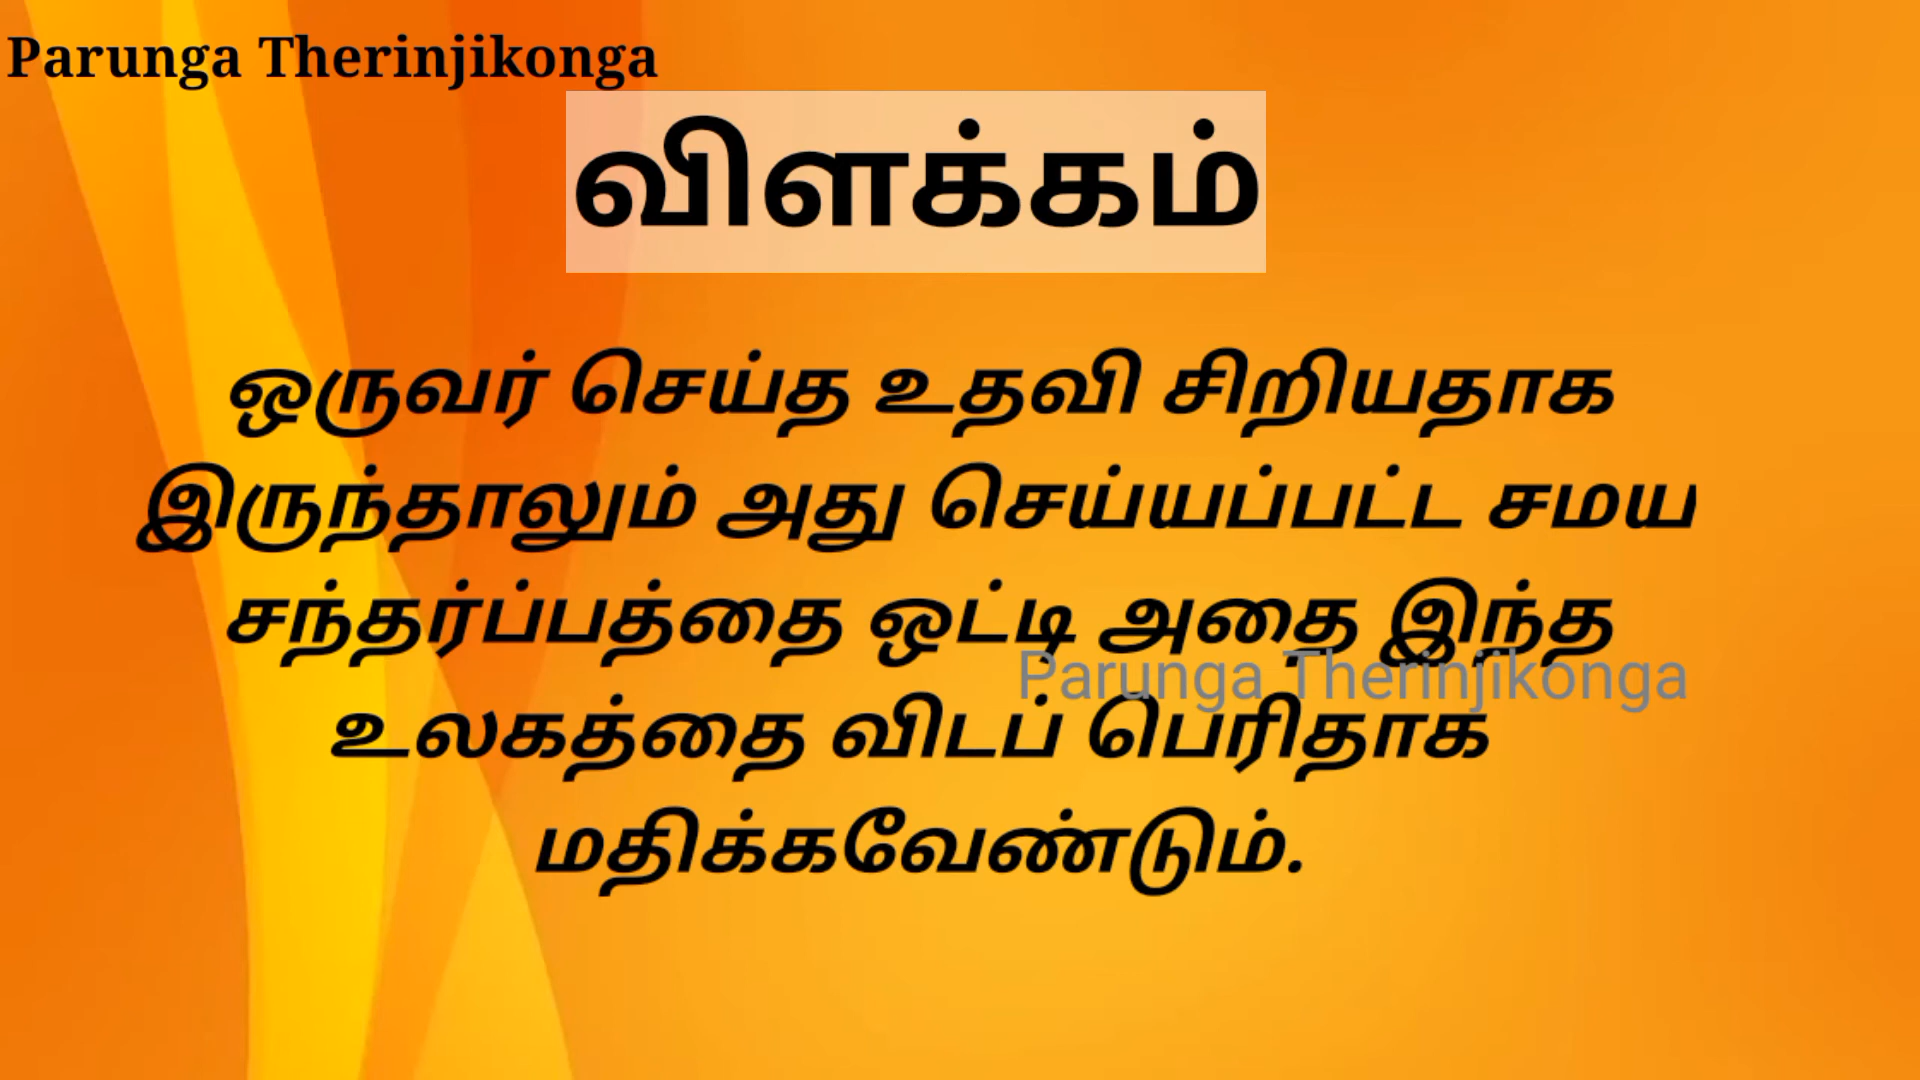 Parunga Therinjikonga
விளக்கம்
ஒருவர் செய்த உதவி சிறியதாக
இருந்தாலும் அது செய்யப்பட்ட சமய
சந்தர்ப்பத்தை ஒட்டி அதை இந்த
Parunga Therinjikonga
உலகத்தை விடப் பெரிதாக
மதிக்கவேண்டும்.